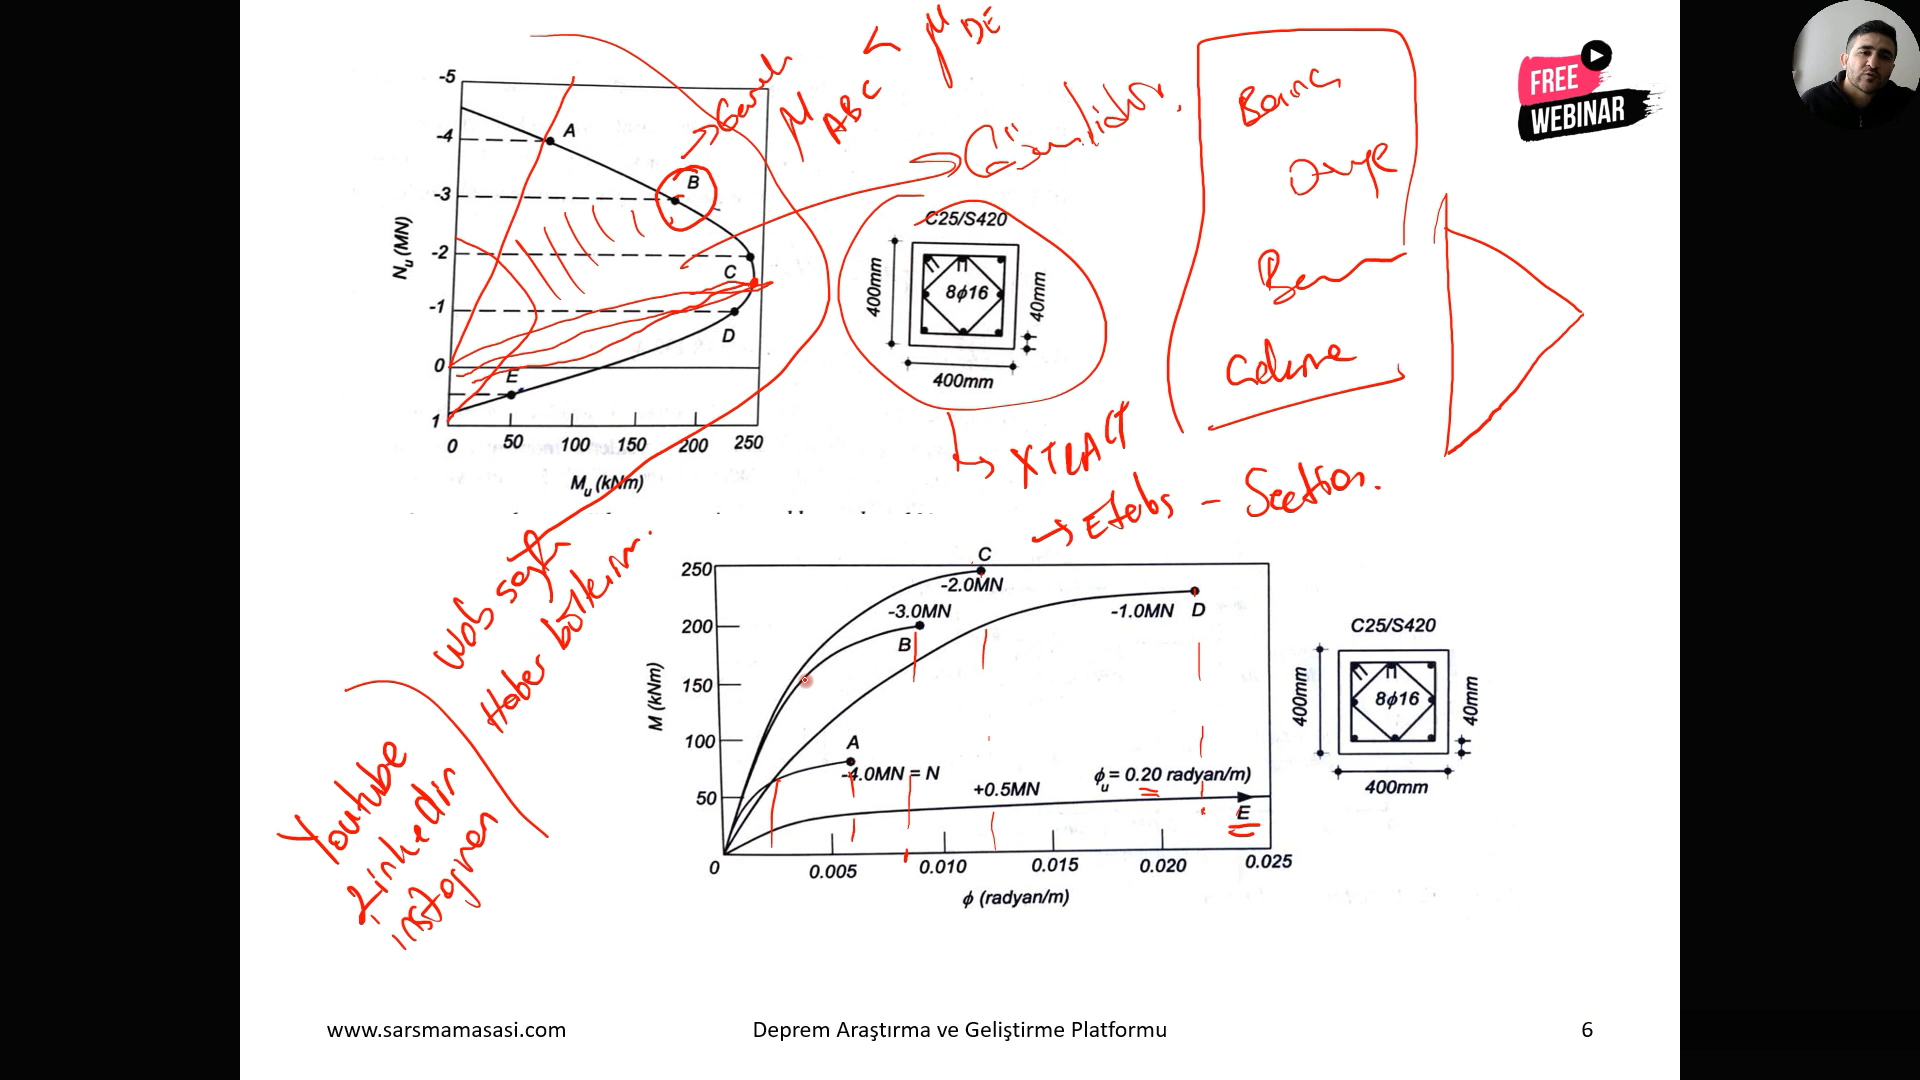 -5
-4
-3
-2
-1
0
1
N_u (MN)
A
B
C
D
E
0 50 100 150 200 250
M_u (kNm)
M ABC < M DE
C25/S420
400mm
8ϕ16
40mm
400mm
XTRACT
Etabs - Section.
Web sayfa
Haber bülteni.
Youtube
Linkedin
instagram
FREE
WEBINAR
250
200
150
100
50
M (kNm)
C
-2.0MN
-3.0MN
B
-1.0MN D
A
-4.0MN = N
+0.5MN
ϕ_u = 0.20 radyan/m)
E
0 0.005 0.010 0.015 0.020 0.025
ϕ (radyan/m)
C25/S420
400mm
8ϕ16
40mm
400mm
www.sarsmamasasi.com
Deprem Araştırma ve Geliştirme Platformu
6